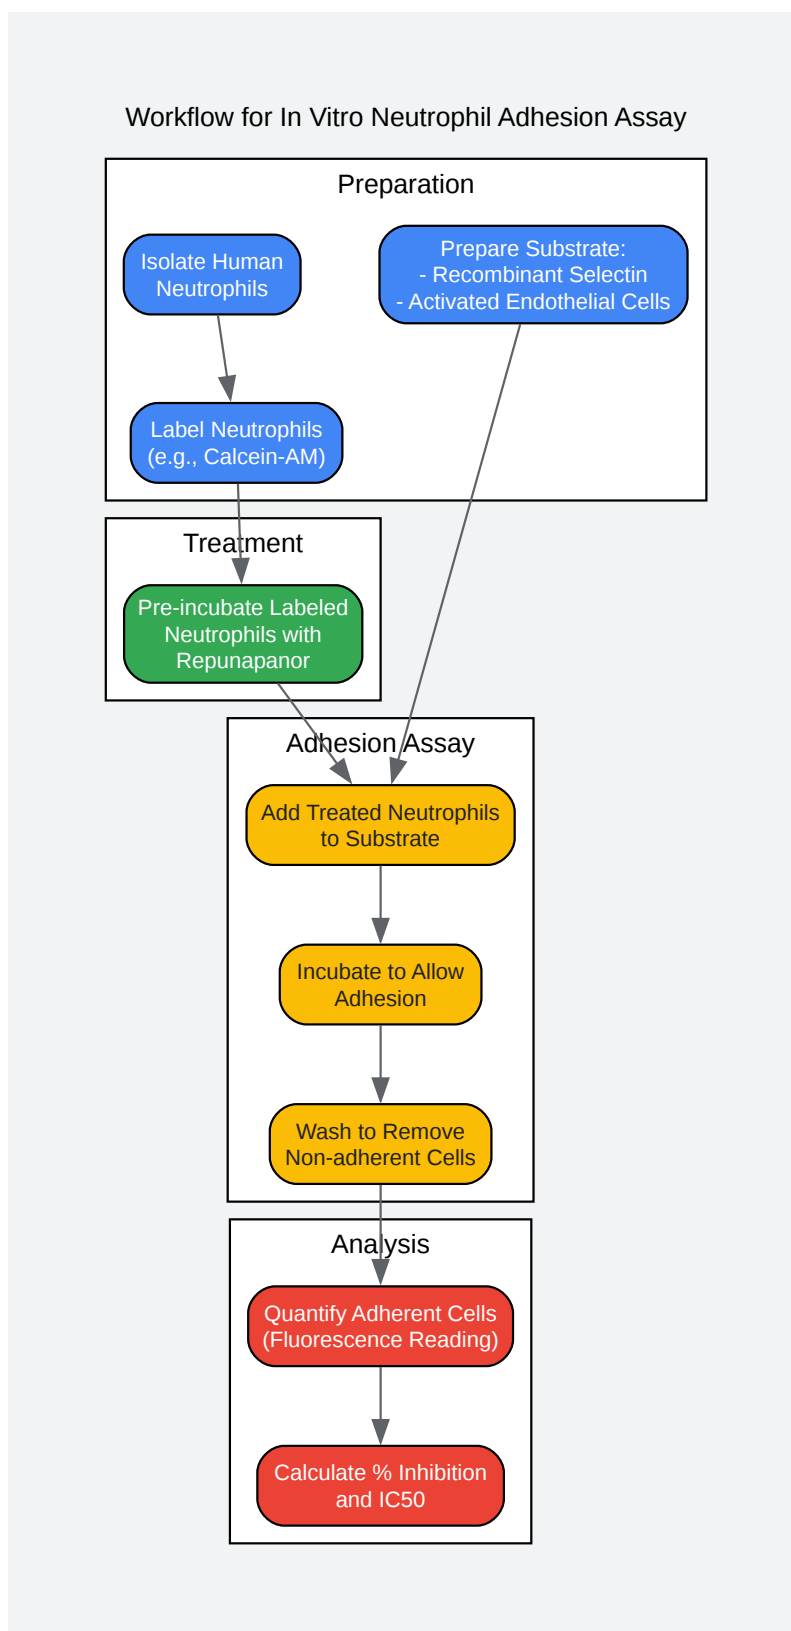 Workflow for In Vitro Neutrophil Adhesion Assay
Preparation
Isolate Human
Neutrophils
Prepare Substrate:
- Recombinant Selectin
- Activated Endothelial Cells
Label Neutrophils
(e.g., Calcein-AM)
Treatment
Pre-incubate Labeled
Neutrophils with
Repunapanor
Adhesion Assay
Add Treated Neutrophils
to Substrate
Incubate to Allow
Adhesion
Wash to Remove
Non-adherent Cells
Analysis
Quantify Adherent Cells
(Fluorescence Reading)
Calculate % Inhibition
and IC50